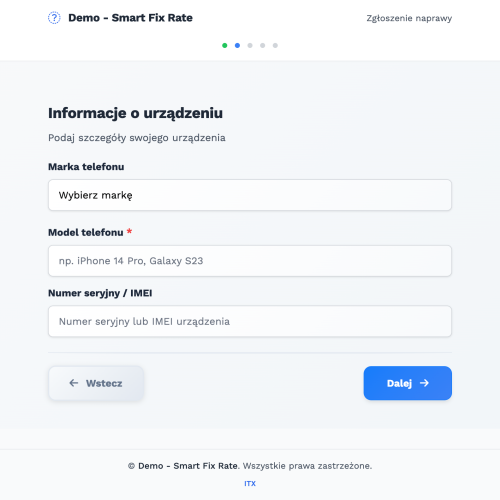 Demo - Smart Fix Rate
Zgłoszenie naprawy
Informacje o urządzeniu
Podaj szczegóły swojego urządzenia
Marka telefonu
Wybierz markę
Model telefonu *
np. iPhone 14 Pro, Galaxy S23
Numer seryjny / IMEI
Numer seryjny lub IMEI urządzenia
← Wstecz
Dalej →
© Demo - Smart Fix Rate. Wszystkie prawa zastrzeżone.
ITX